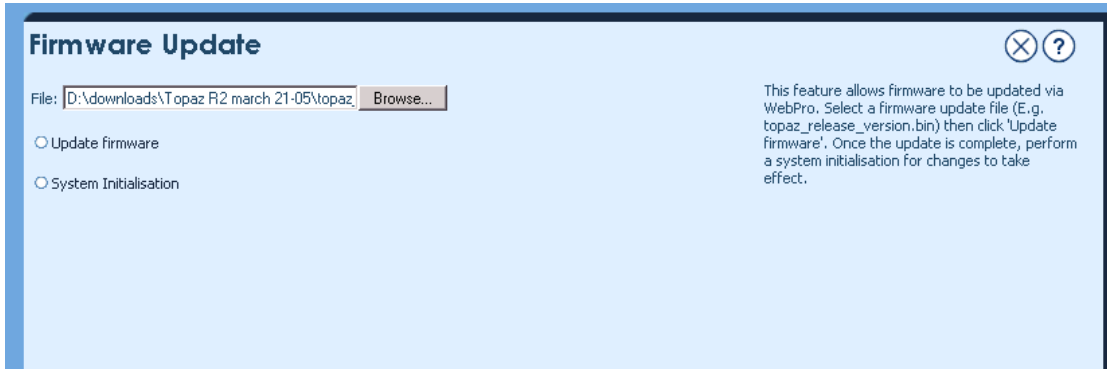 Firmware Update
?
File: D:\downloads\Topaz R2 march 21-05\topaz_ Browse...
Update firmware
System Initialisation
This feature allows firmware to be updated via
WebPro. Select a firmware update file (E.g.
topaz_release_version.bin) then click 'Update
firmware'. Once the update is complete, perform
a system initialisation for changes to take
effect.